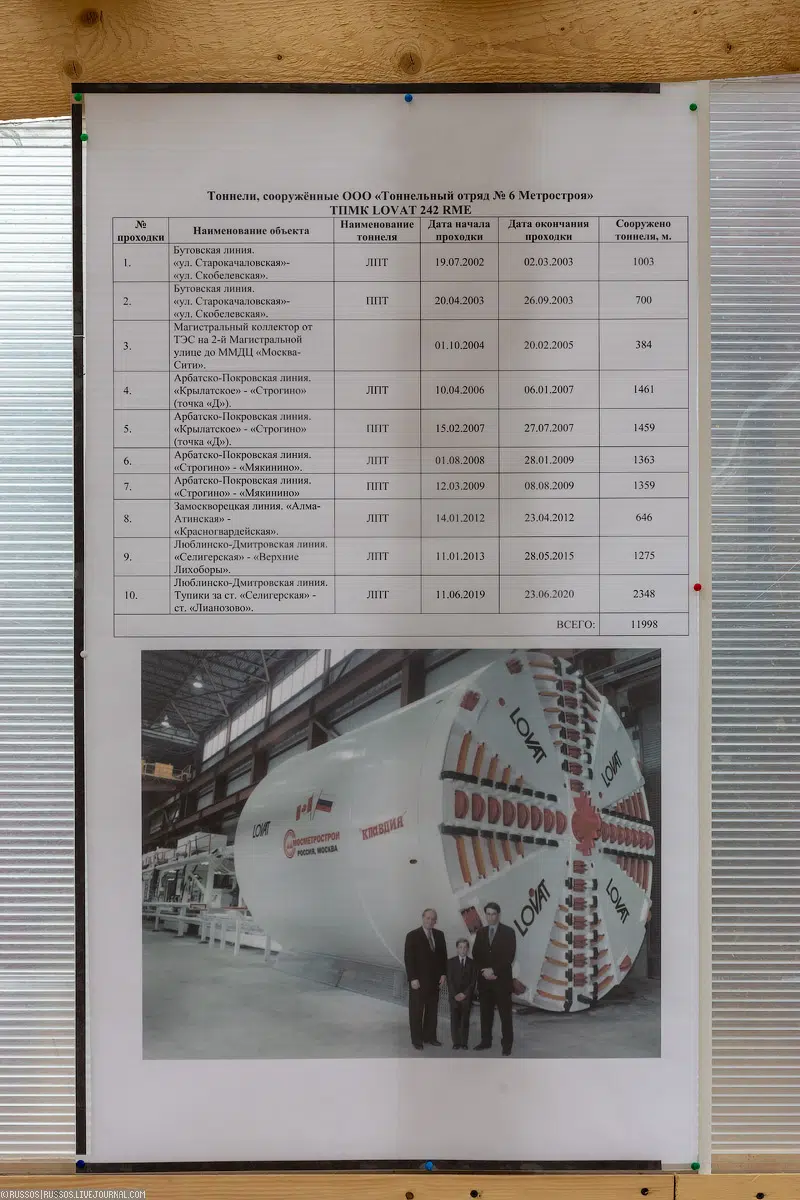 Тоннели, сооружённые ООО «Тоннельный отряд № 6 Метростроя»
ТПМК LOVAT 242 RME
№ проходки Наименование объекта Наименование тоннеля Дата начала проходки Дата окончания проходки Сооружено тоннеля, м.
1. Бутовская линия. ЛПТ 19.07.2002 02.03.2003 1003
«ул. Старокачаловская»-
«ул. Скобелевская».
2. Бутовская линия. ППТ 20.04.2003 26.09.2003 700
«ул. Старокачаловская»-
«ул. Скобелевская».
3. Магистральный коллектор от 01.10.2004 20.02.2005 384
ТЭС на 2-й Магистральной
улице до ММДЦ «Москва-
Сити».
4. Арбатско-Покровская линия. ЛПТ 10.04.2006 06.01.2007 1461
«Крылатское» - «Строгино»
(точка «Д»).
5. Арбатско-Покровская линия. ППТ 15.02.2007 27.07.2007 1459
«Крылатское» - «Строгино»
(точка «Д»).
6. Арбатско-Покровская линия. ЛПТ 01.08.2008 28.01.2009 1363
«Строгино» - «Мякинино».
7. Арбатско-Покровская линия. ППТ 12.03.2009 08.08.2009 1359
«Строгино» - «Мякинино»
8. Замоскворецкая линия. «Алма- ЛПТ 14.01.2012 23.04.2012 646
Атинская» -
«Красногвардейская».
9. Люблинско-Дмитровская линия. ЛПТ 11.01.2013 28.05.2015 1275
«Селигерская» - «Верхние
Лихоборы».
10. Люблинско-Дмитровская линия. ЛПТ 11.06.2019 23.06.2020 2348
Тупики за ст. «Селигерская» -
ст. «Лианозово».
ВСЕГО: 11998
LOVAT
LOVAT
LOVAT
МОСМЕТРОСТРОЙ
РОССИЯ, МОСКВА
КЛАВДИЯ
LOVAT
LOVAT
©RUSSOS|RUSSOS.LIVEJOURNAL.COM